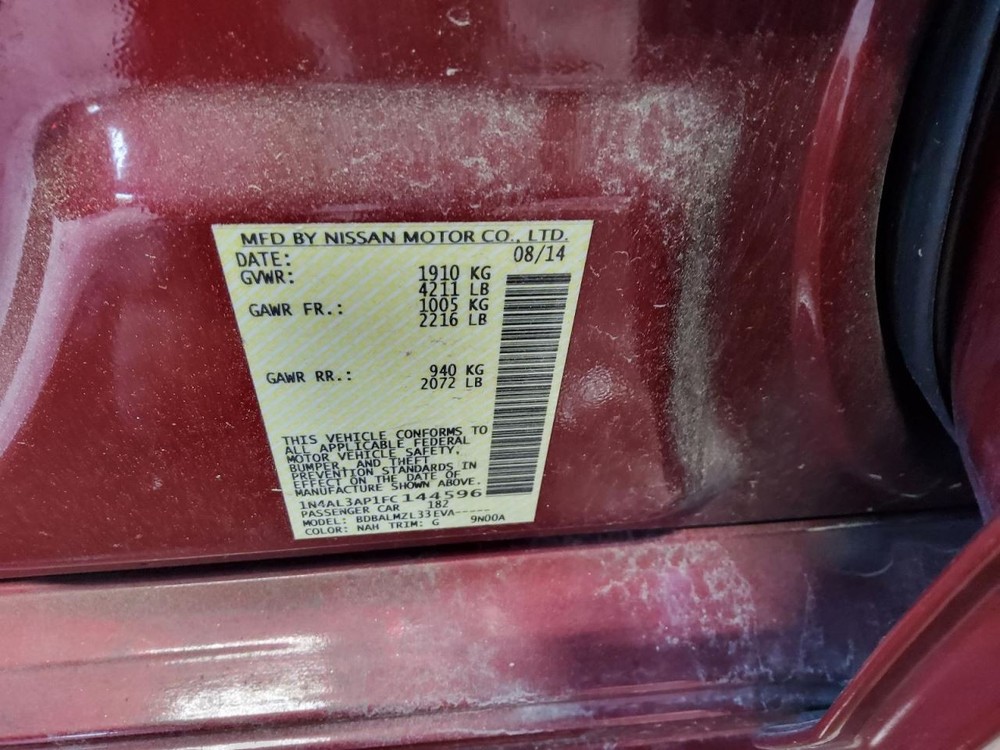 MFD BY NISSAN MOTOR CO., LTD.
DATE: 08/14
GVWR: 1910 KG
4211 LB
GAWR FR.: 1005 KG
2216 LB
GAWR RR.: 940 KG
2072 LB
THIS VEHICLE CONFORMS TO
ALL APPLICABLE FEDERAL
MOTOR VEHICLE SAFETY,
BUMPER, AND THEFT
PREVENTION STANDARDS IN
EFFECT ON THE DATE OF
MANUFACTURE SHOWN ABOVE.
1N4AL3AP1FC144596
PASSENGER CAR 182
MODEL: BDBALMZL33EVA-----
COLOR: NAH TRIM: G 9N00A